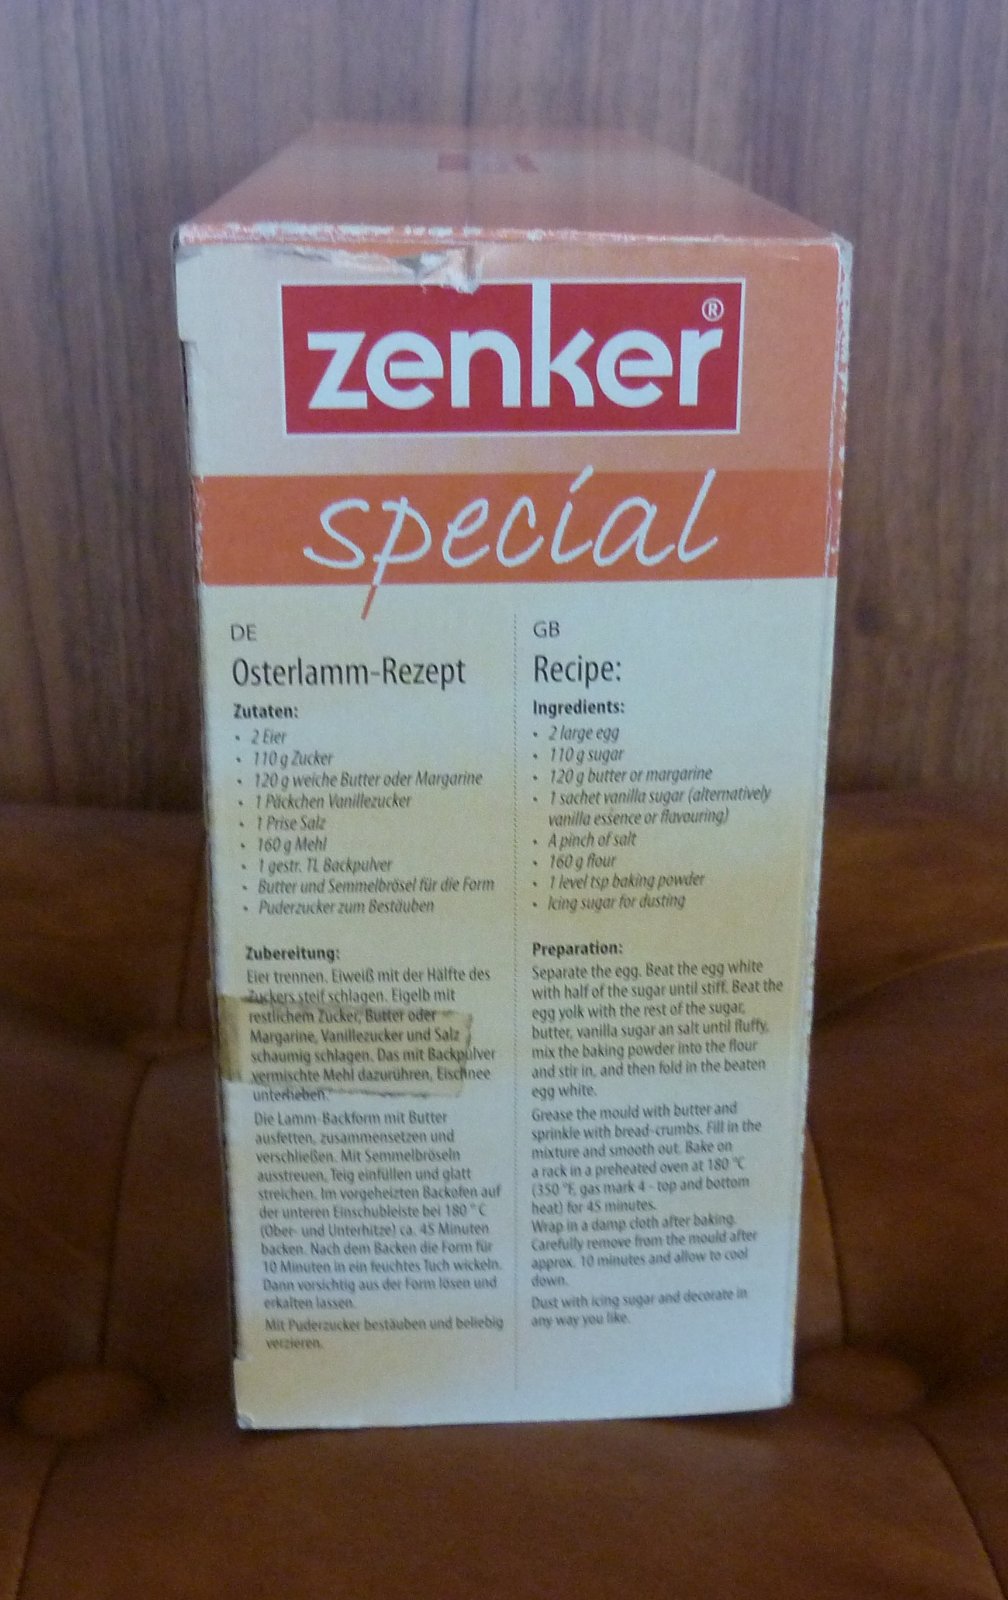 zenker®
special
DE
Osterlamm-Rezept
Zutaten:
• 2 Eier
• 110 g Zucker
• 120 g weiche Butter oder Margarine
• 1 Päckchen Vanillezucker
• 1 Prise Salz
• 160 g Mehl
• 1 gestr. TL Backpulver
• Butter und Semmelbrösel für die Form
• Puderzucker zum Bestäuben
Zubereitung:
Eier trennen. Eiweiß mit der Hälfte des
Zuckers steif schlagen. Eigelb mit
restlichem Zucker, Butter oder
Margarine, Vanillezucker und Salz
schaumig schlagen. Das mit Backpulver
vermischte Mehl dazurühren, Eischnee
unterheben.
Die Lamm-Backform mit Butter
ausfetten, zusammensetzen und
verschließen. Mit Semmelbröseln
ausstreuen, Teig einfüllen und glatt
streichen. Im vorgeheizten Backofen auf
der unteren Einschubleiste bei 180 °C
(Ober- und Unterhitze) ca. 45 Minuten
backen. Nach dem Backen die Form für
10 Minuten in ein feuchtes Tuch wickeln.
Dann vorsichtig aus der Form lösen und
erkalten lassen.
Mit Puderzucker bestäuben und beliebig
verzieren.
GB
Recipe:
Ingredients:
• 2 large egg
• 110 g sugar
• 120 g butter or margarine
• 1 sachet vanilla sugar (alternatively
vanilla essence or flavouring)
• A pinch of salt
• 160 g flour
• 1 level tsp baking powder
• Icing sugar for dusting
Preparation:
Separate the egg. Beat the egg white
with half of the sugar until stiff. Beat the
egg yolk with the rest of the sugar,
butter, vanilla sugar an salt until fluffy,
mix the baking powder into the flour
and stir in, and then fold in the beaten
egg white.
Grease the mould with butter and
sprinkle with bread-crumbs. Fill in the
mixture and smooth out. Bake on
a rack in a preheated oven at 180 °C
(350 °F, gas mark 4 - top and bottom
heat) for 45 minutes.
Wrap in a damp cloth after baking.
Carefully remove from the mould after
approx. 10 minutes and allow to cool
down.
Dust with icing sugar and decorate in
any way you like.